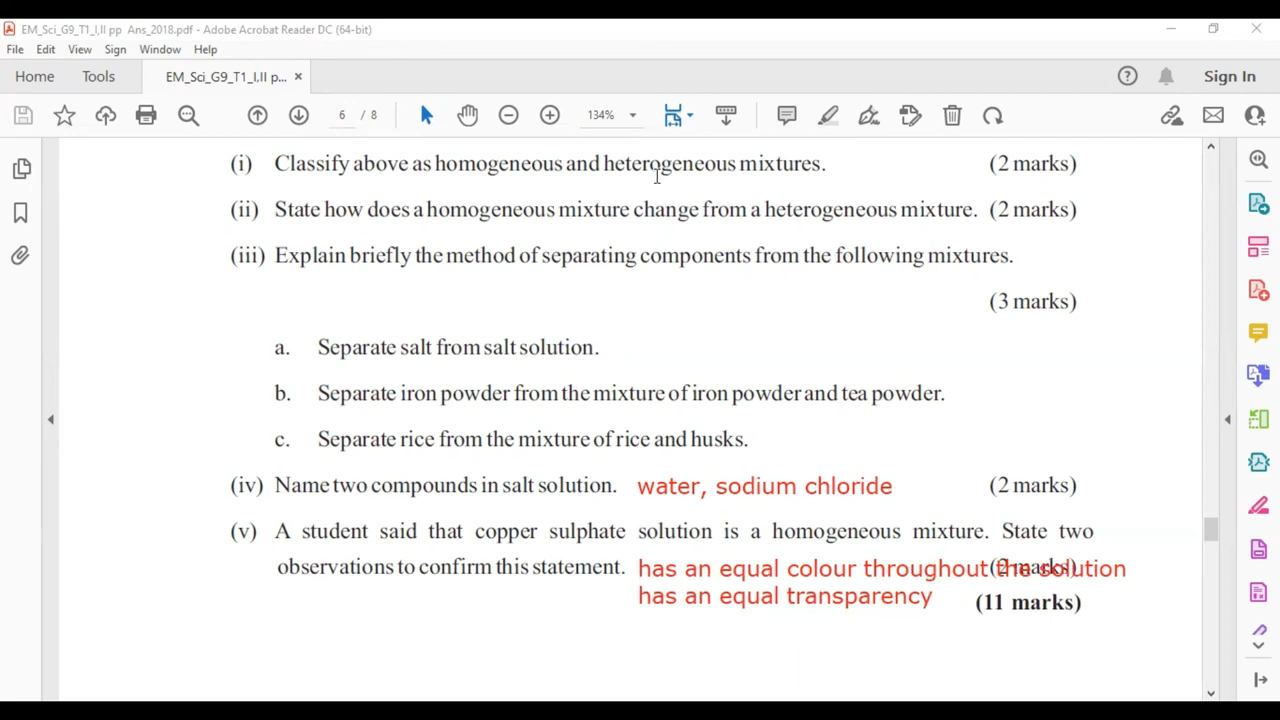 EM_Sci_G9_T1_I,II pp Ans_2018.pdf - Adobe Acrobat Reader DC (64-bit)
File Edit View Sign Window Help
Home Tools EM_Sci_G9_T1_I,II p... × Sign In
6 / 8 134%
(i) Classify above as homogeneous and heterogeneous mixtures. (2 marks)
(ii) State how does a homogeneous mixture change from a heterogeneous mixture. (2 marks)
(iii) Explain briefly the method of separating components from the following mixtures.
(3 marks)
a. Separate salt from salt solution.
b. Separate iron powder from the mixture of iron powder and tea powder.
c. Separate rice from the mixture of rice and husks.
(iv) Name two compounds in salt solution. water, sodium chloride (2 marks)
(v) A student said that copper sulphate solution is a homogeneous mixture. State two
observations to confirm this statement. has an equal colour throughout the solution (2 marks)
has an equal transparency (11 marks)